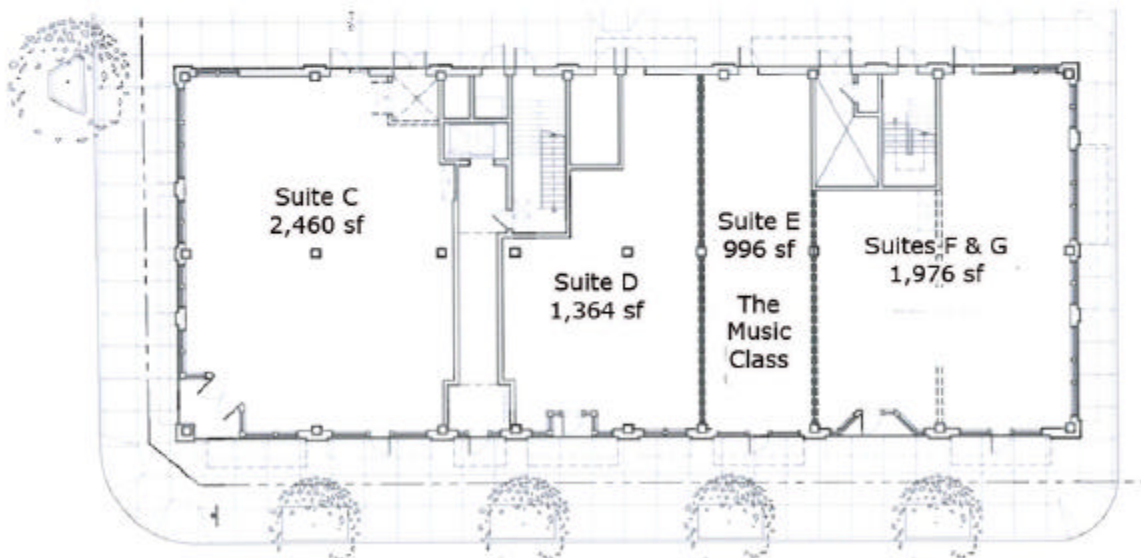 Suite C
2,460 sf
Suite D
1,364 sf
Suite E
996 sf
The
Music
Class
Suites F & G
1,976 sf